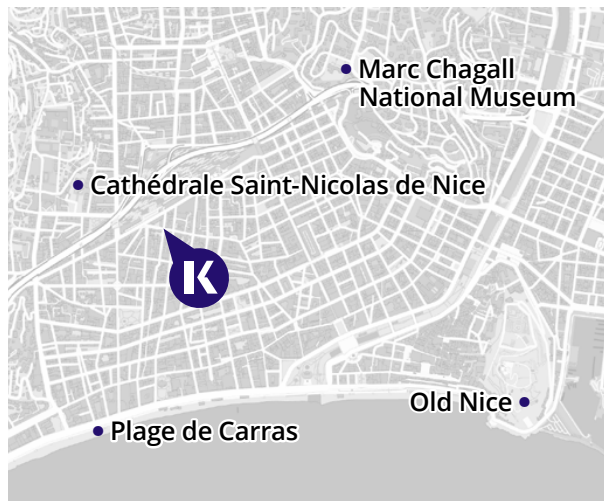 Marc Chagall
National Museum
Cathédrale Saint-Nicolas de Nice
K
Old Nice
Plage de Carras